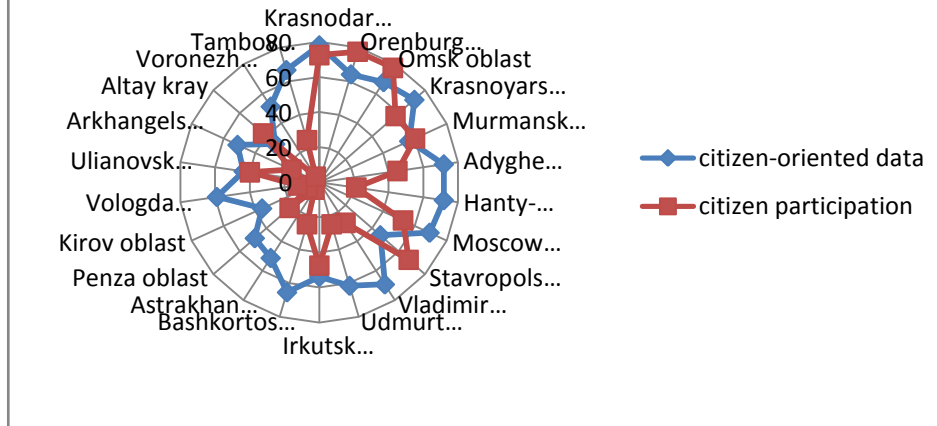 Krasnodar…
Orenburg…
Omsk oblast
Krasnoyars…
Murmansk…
Adyghe…
Hanty-…
Moscow…
Stavropols…
Vladimir…
Udmurt…
Irkutsk…
Bashkortos…
Astrakhan…
Penza oblast
Kirov oblast
Vologda…
Ulianovsk…
Arkhangels…
Altay kray
Voronezh…
Tambov…
80
60
40
20
0
citizen-oriented data
citizen participation